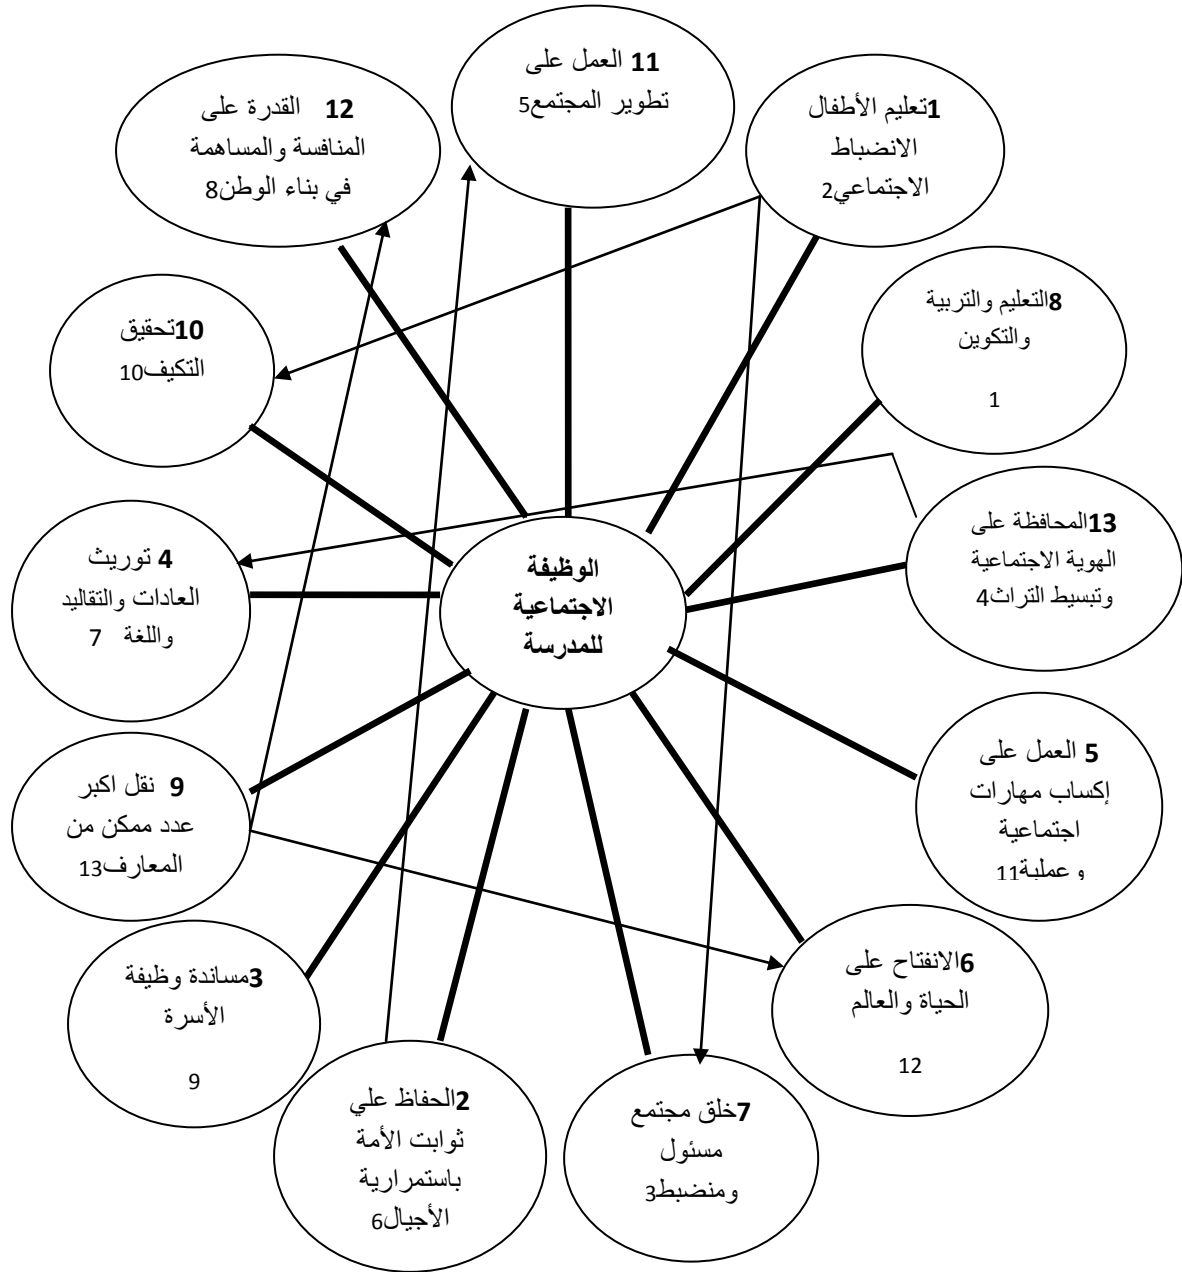 11 العمل على
تطوير المجتمع5
1تعليم الأطفال
الانضباط
الاجتماعي2
12 القدرة على
المنافسة والمساهمة
في بناء الوطن8
8التعليم والتربية
والتكوين
1
10تحقيق
التكيف10
13المحافظة على
الهوية الاجتماعية
وتبسيط التراث4
4 توريث
العادات والتقاليد
واللغة 7
الوظيفة
الاجتماعية
للمدرسة
5 العمل على
إكساب مهارات
اجتماعية
وعملية11
9 نقل اكبر
عدد ممكن من
المعارف13
6الانفتاح على
الحياة والعالم
12
3مساندة وظيفة
الأسرة
9
2الحفاظ علي
ثوابت الأمة
باستمرارية
الأجيال6
7خلق مجتمع
مسئول
ومنضبط3